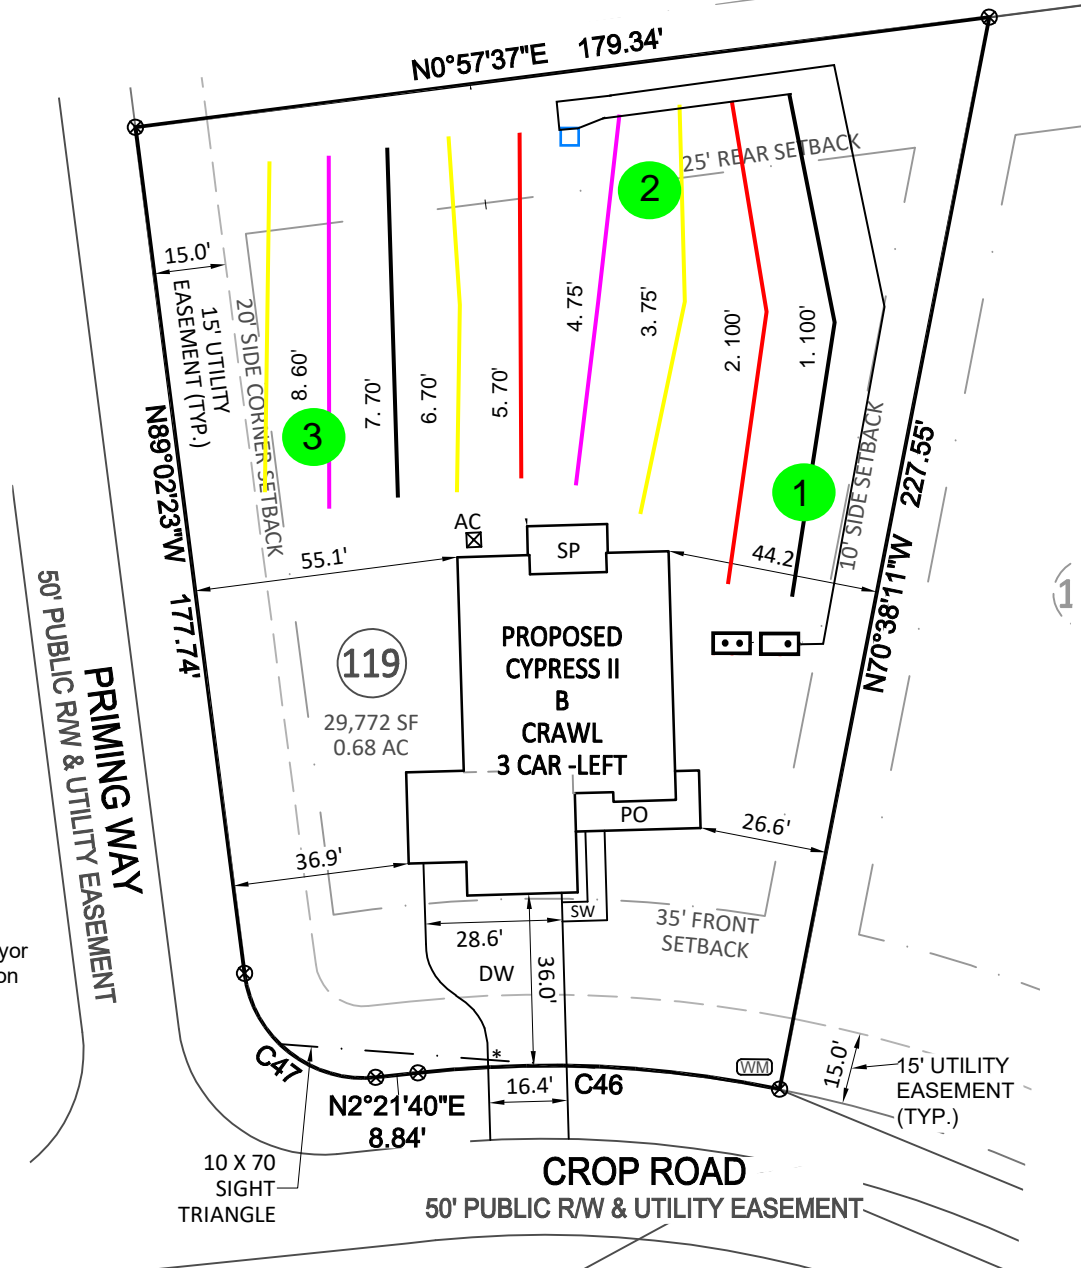 N0°57'37"E 179.34'
25' REAR SETBACK
2
15.0'
15' UTILITY
EASEMENT (TYP.)
20' SIDE CORNER SETBACK
8. 60'
7. 70'
6. 70'
5. 70'
4. 75'
3. 75'
2. 100'
1. 100'
3
1
10' SIDE SETBACK
N89°02'23"W 177.74'
N70°38'11"W 227.55'
AC
SP
55.1'
44.2
1
50' PUBLIC R/W & UTILITY EASEMENT
PRIMING WAY
119
29,772 SF
0.68 AC
PROPOSED
CYPRESS II
B
CRAWL
3 CAR -LEFT
PO
26.6'
36.9'
SW
35' FRONT
SETBACK
28.6'
DW
36.0'
yor
on
*
C47
N2°21'40"E
8.84'
16.4'
C46
WM
15.0'
15' UTILITY
EASEMENT
(TYP.)
10 X 70
SIGHT
TRIANGLE
CROP ROAD
50' PUBLIC R/W & UTILITY EASEMENT